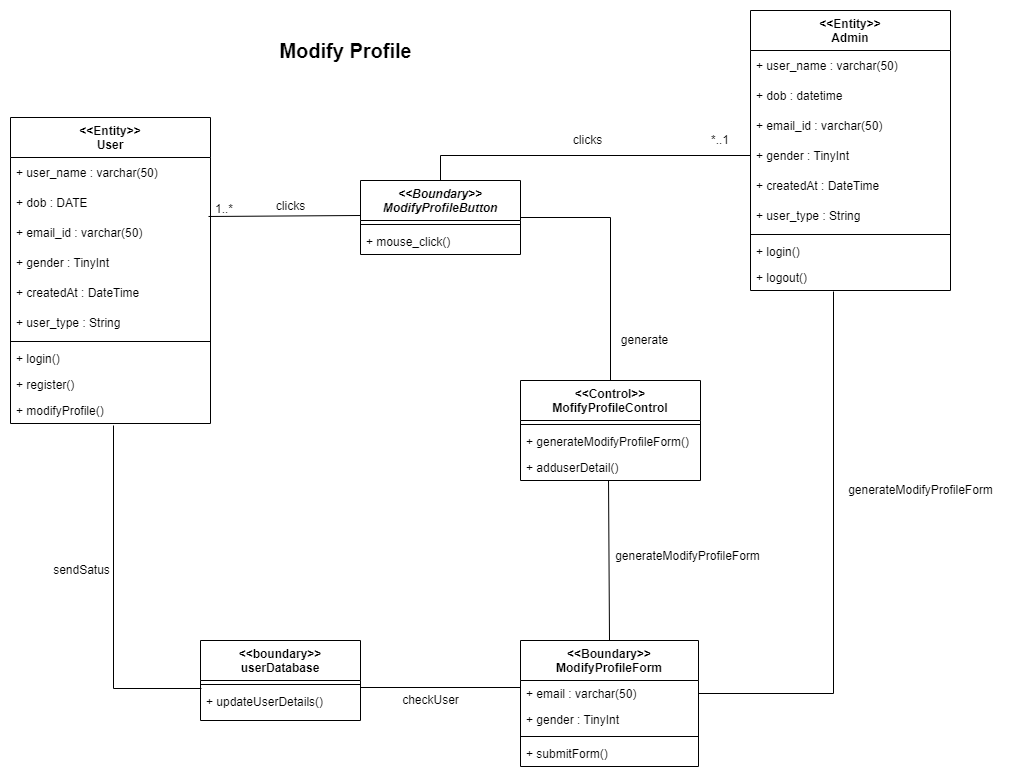 Modify Profile
<<Entity>>
Admin
+ user_name : varchar(50)
+ dob : datetime
+ email_id : varchar(50)
+ gender : TinyInt
+ createdAt : DateTime
+ user_type : String
+ login()
+ logout()
<<Entity>>
User
+ user_name : varchar(50)
+ dob : DATE
+ email_id : varchar(50)
+ gender : TinyInt
+ createdAt : DateTime
+ user_type : String
+ login()
+ register()
+ modifyProfile()
1..*
clicks
clicks
*..1
<<Boundary>>
ModifyProfileButton
+ mouse_click()
generate
<<Control>>
MofifyProfileControl
+ generateModifyProfileForm()
+ adduserDetail()
generateModifyProfileForm
generateModifyProfileForm
sendSatus
<<boundary>>
userDatabase
+ updateUserDetails()
checkUser
<<Boundary>>
ModifyProfileForm
+ email : varchar(50)
+ gender : TinyInt
+ submitForm()